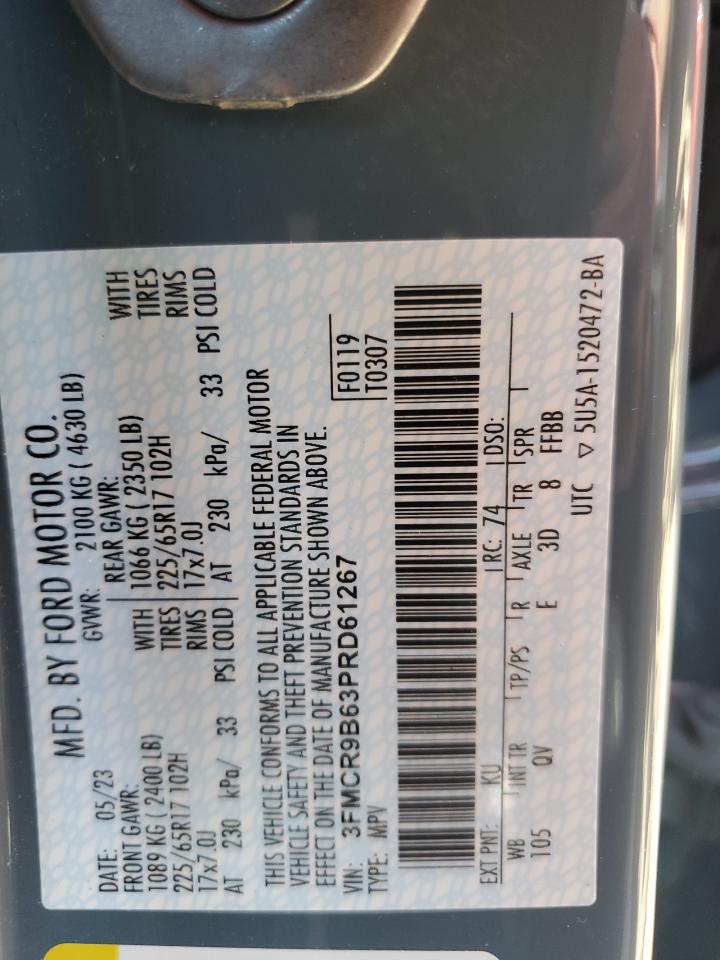 MFD. BY FORD MOTOR CO.
DATE: 05/23 GVWR: 2100 KG ( 4630 LB)
FRONT GAWR: REAR GAWR:
1089 KG ( 2400 LB) WITH 1066 KG ( 2350 LB) WITH
225/65R17 102H TIRES 225/65R17 102H TIRES
17x7.0J RIMS 17x7.0J RIMS
AT 230 kPa/ 33 PSI COLD AT 230 kPa/ 33 PSI COLD
THIS VEHICLE CONFORMS TO ALL APPLICABLE FEDERAL MOTOR
VEHICLE SAFETY AND THEFT PREVENTION STANDARDS IN
EFFECT ON THE DATE OF MANUFACTURE SHOWN ABOVE.
VIN: 3FMCR9B63PRD61267 F0119
TYPE: MPV T0307
EXT PNT: KU RC: 74 DSO:
WB INT TR TP/PS R AXLE TR SPR
105 QV E 3D 8 FFBB
UTC ▽ 5U5A-1520472-BA